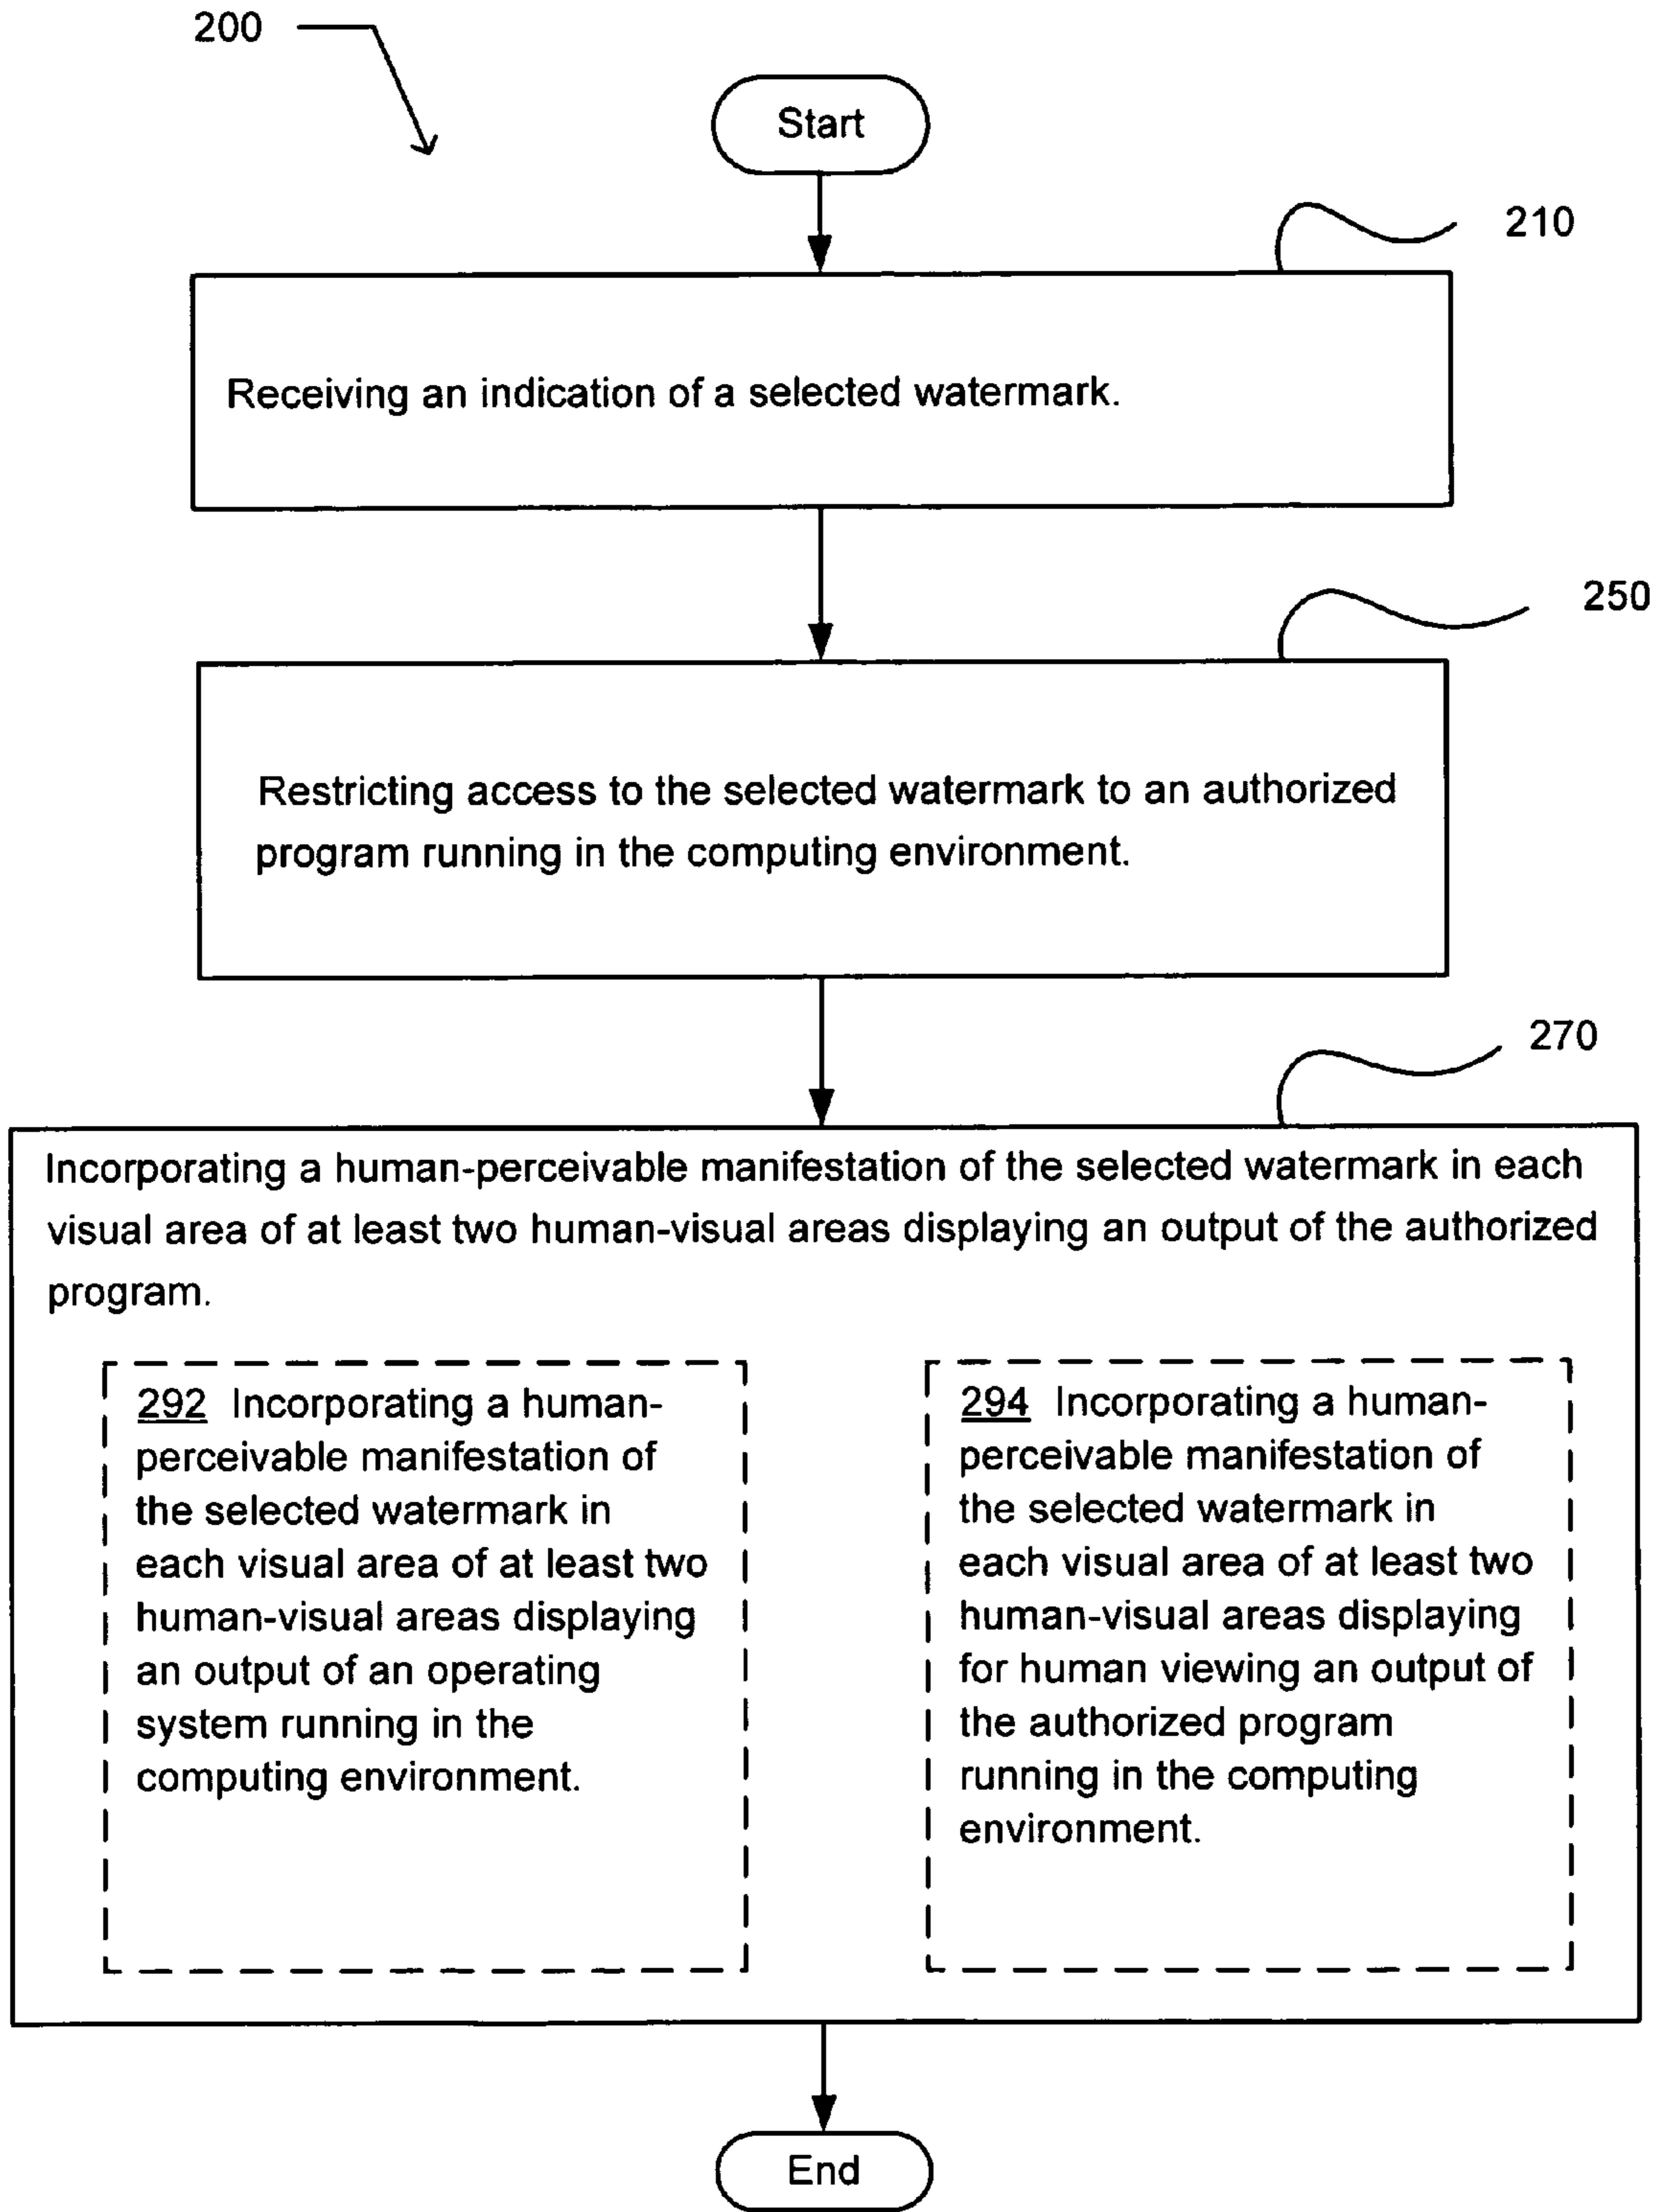 200
Start
210
Receiving an indication of a selected watermark.
250
Restricting access to the selected watermark to an authorized
program running in the computing environment.
270
Incorporating a human-perceivable manifestation of the selected watermark in each
visual area of at least two human-visual areas displaying an output of the authorized
program.
292 Incorporating a human-
perceivable manifestation of
the selected watermark in
each visual area of at least two
human-visual areas displaying
an output of an operating
system running in the
computing environment.
294 Incorporating a human-
perceivable manifestation of
the selected watermark in
each visual area of at least two
human-visual areas displaying
for human viewing an output of
the authorized program
running in the computing
environment.
End